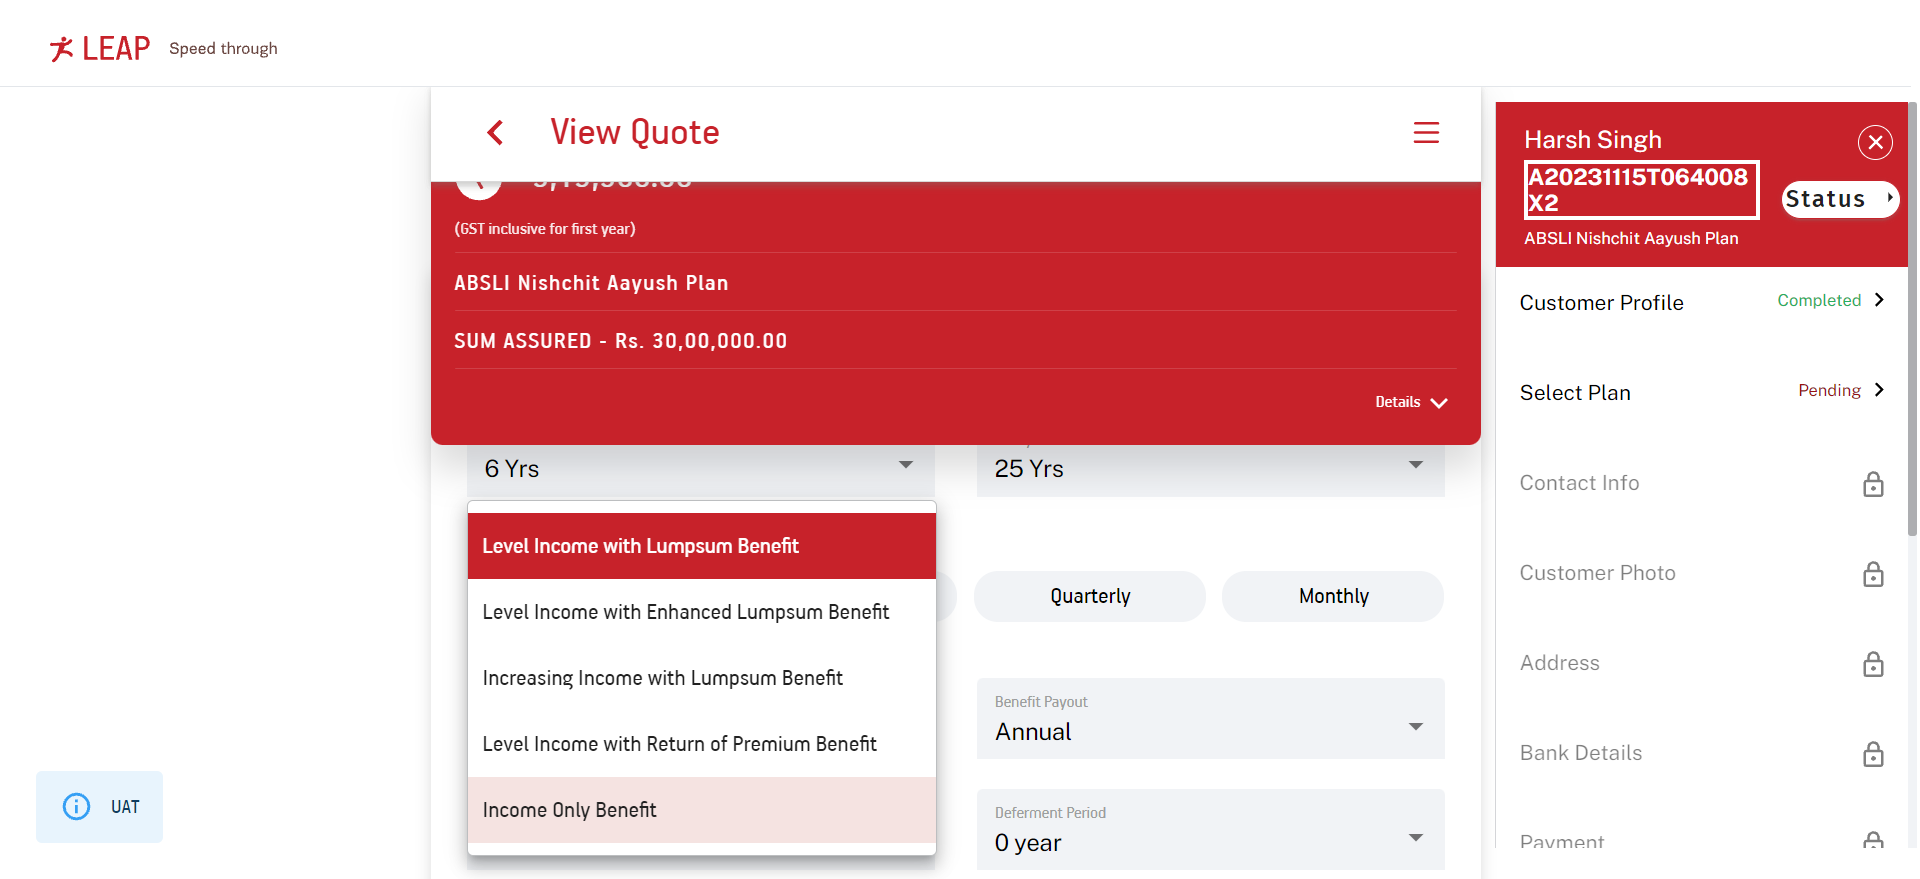 LEAP Speed through
View Quote
(GST inclusive for first year)
ABSLI Nishchit Aayush Plan
SUM ASSURED - Rs. 30,00,000.00
Details
6 Yrs
25 Yrs
Level Income with Lumpsum Benefit
Level Income with Enhanced Lumpsum Benefit
Increasing Income with Lumpsum Benefit
Level Income with Return of Premium Benefit
Income Only Benefit
Quarterly
Monthly
Benefit Payout
Annual
Deferment Period
0 year
Harsh Singh
A20231115T064008
X2
Status
ABSLI Nishchit Aayush Plan
Customer Profile Completed
Select Plan Pending
Contact Info
Customer Photo
Address
Bank Details
Payment
UAT